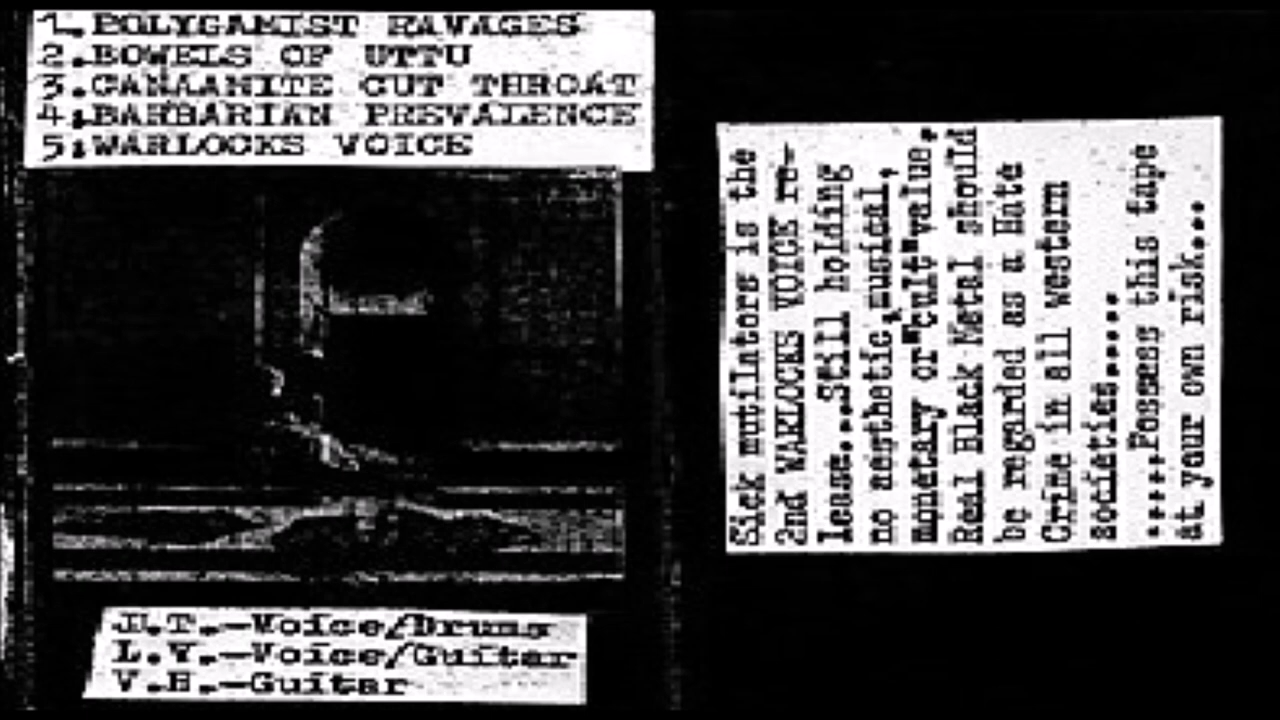 1.POLYGAMIST RAVAGES
2.BOWELS OF UTTU
3.CANAANITE CUT THROAT
4:BARBARIAN PREVALENCE
5:WARLOCKS VOICE
J.T.-Voice/Drums
L.V.-Voice/Guitar
V.H.-Guitar
Sick mutilators is the
2nd WARLOCKS VOICE re-
lease...Still holding
no aesthetic,musical,
monetary or"cult"value.
Real Black Metal should
be regarded as a Hate
Crime in all western
societies.....
.....Possess this tape
at your own risk...